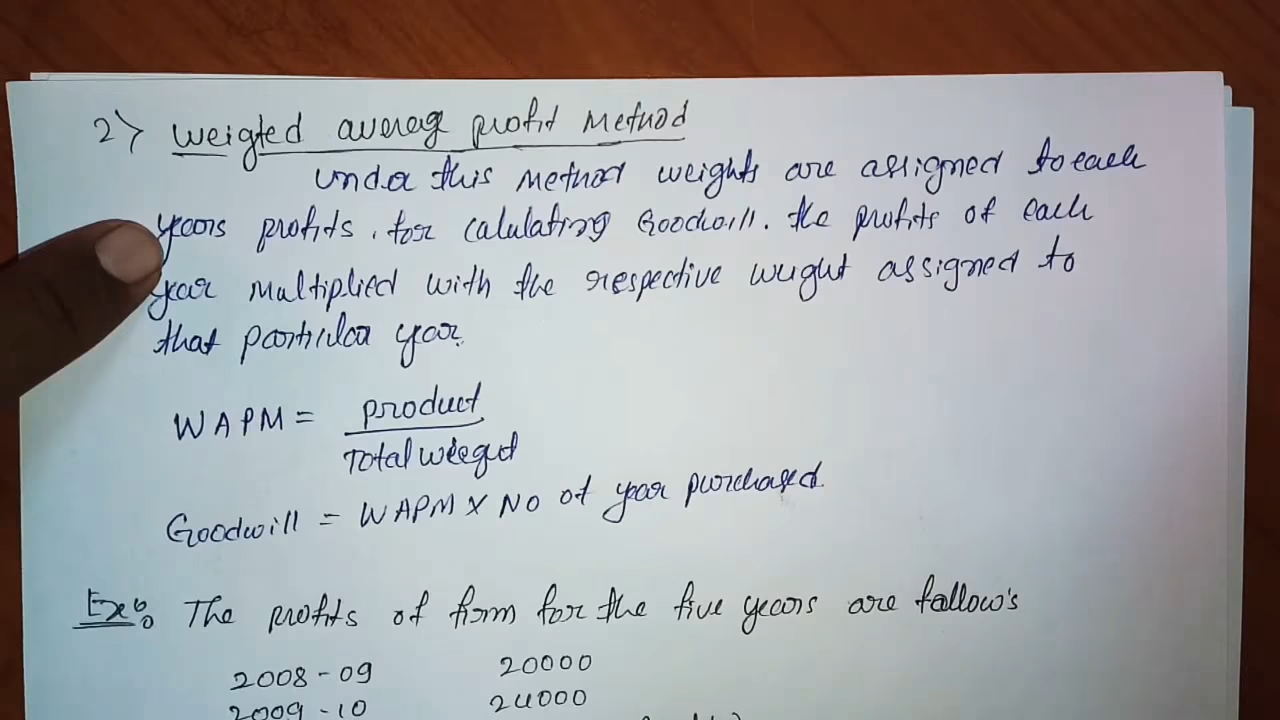 2) Weigted average profit Method
Under this Method weights are assigned to each
years profits. for calulating Goodwill. the profits of each
year Multiplied with the respective weight assigned to
that particular year.
WAPM = product
Total weegut
Goodwill = WAPM X NO of year purchased.
Ex: The profits of firm for the five years are follow's
2008-09 20000
2009-10 24000